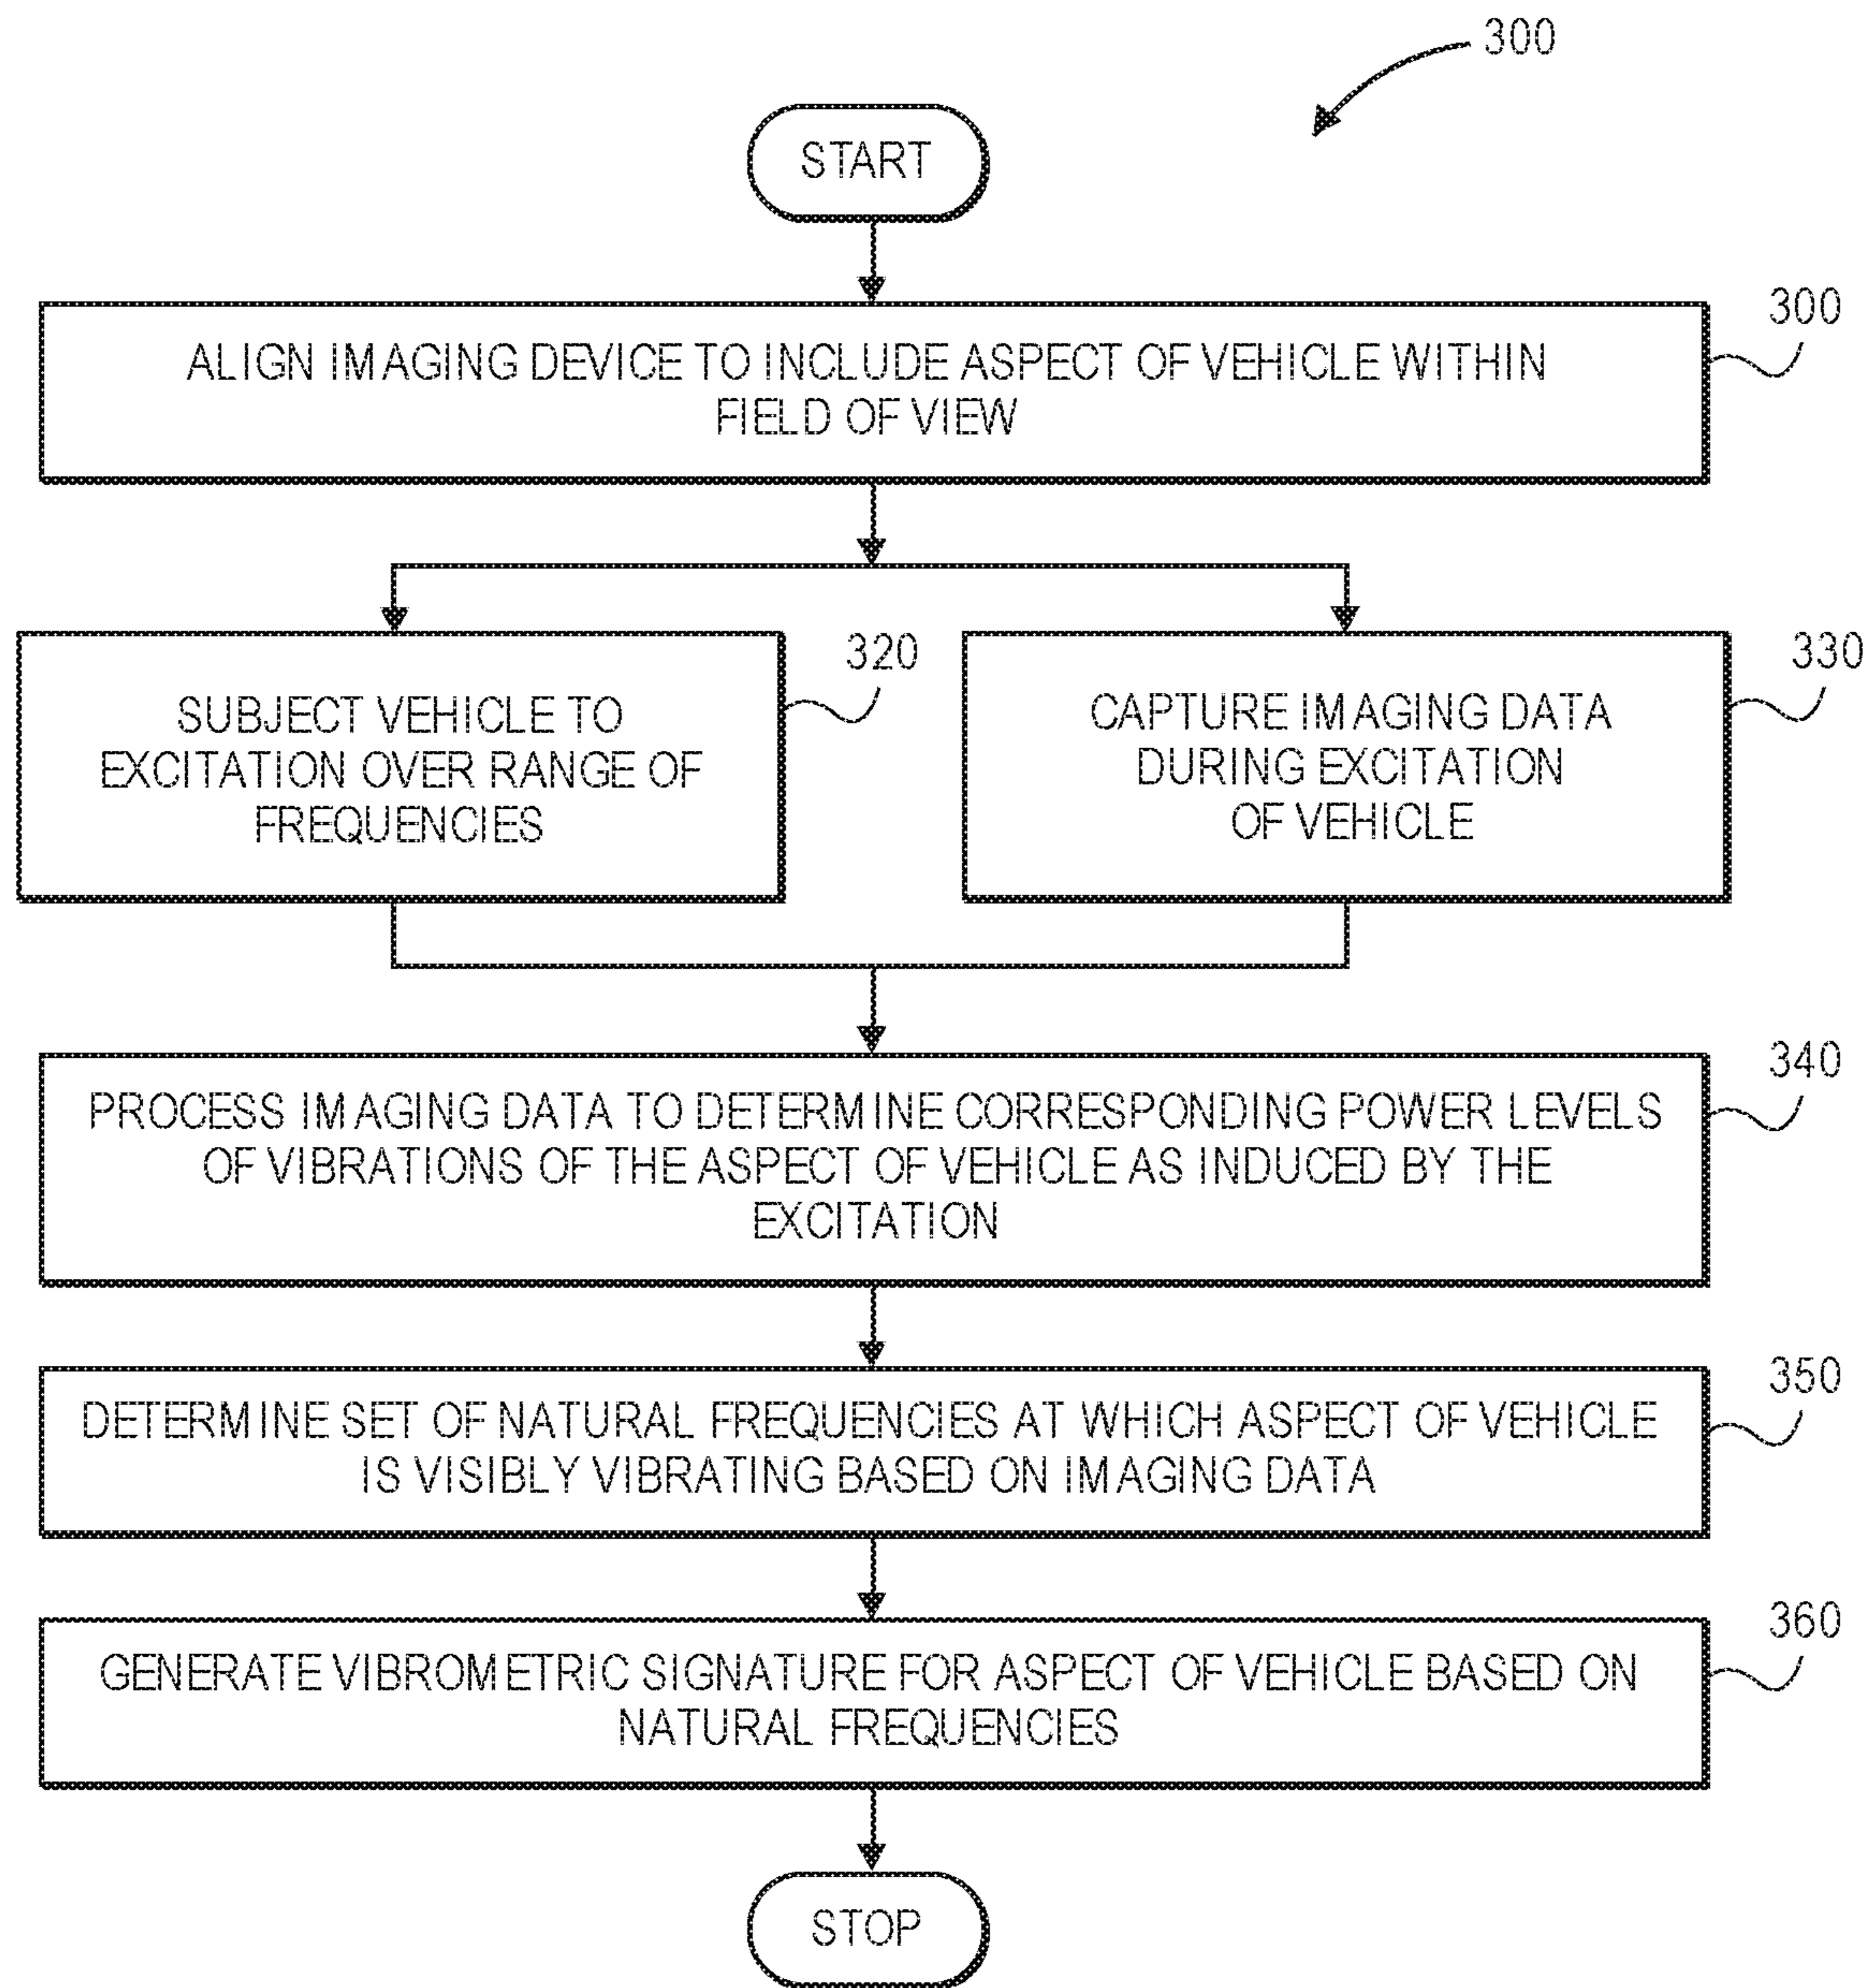 300
START
300
ALIGN IMAGING DEVICE TO INCLUDE ASPECT OF VEHICLE WITHIN
FIELD OF VIEW
320
SUBJECT VEHICLE TO
EXCITATION OVER RANGE OF
FREQUENCIES
330
CAPTURE IMAGING DATA
DURING EXCITATION
OF VEHICLE
340
PROCESS IMAGING DATA TO DETERMINE CORRESPONDING POWER LEVELS
OF VIBRATIONS OF THE ASPECT OF VEHICLE AS INDUCED BY THE
EXCITATION
350
DETERMINE SET OF NATURAL FREQUENCIES AT WHICH ASPECT OF VEHICLE
IS VISIBLY VIBRATING BASED ON IMAGING DATA
360
GENERATE VIBROMETRIC SIGNATURE FOR ASPECT OF VEHICLE BASED ON
NATURAL FREQUENCIES
STOP